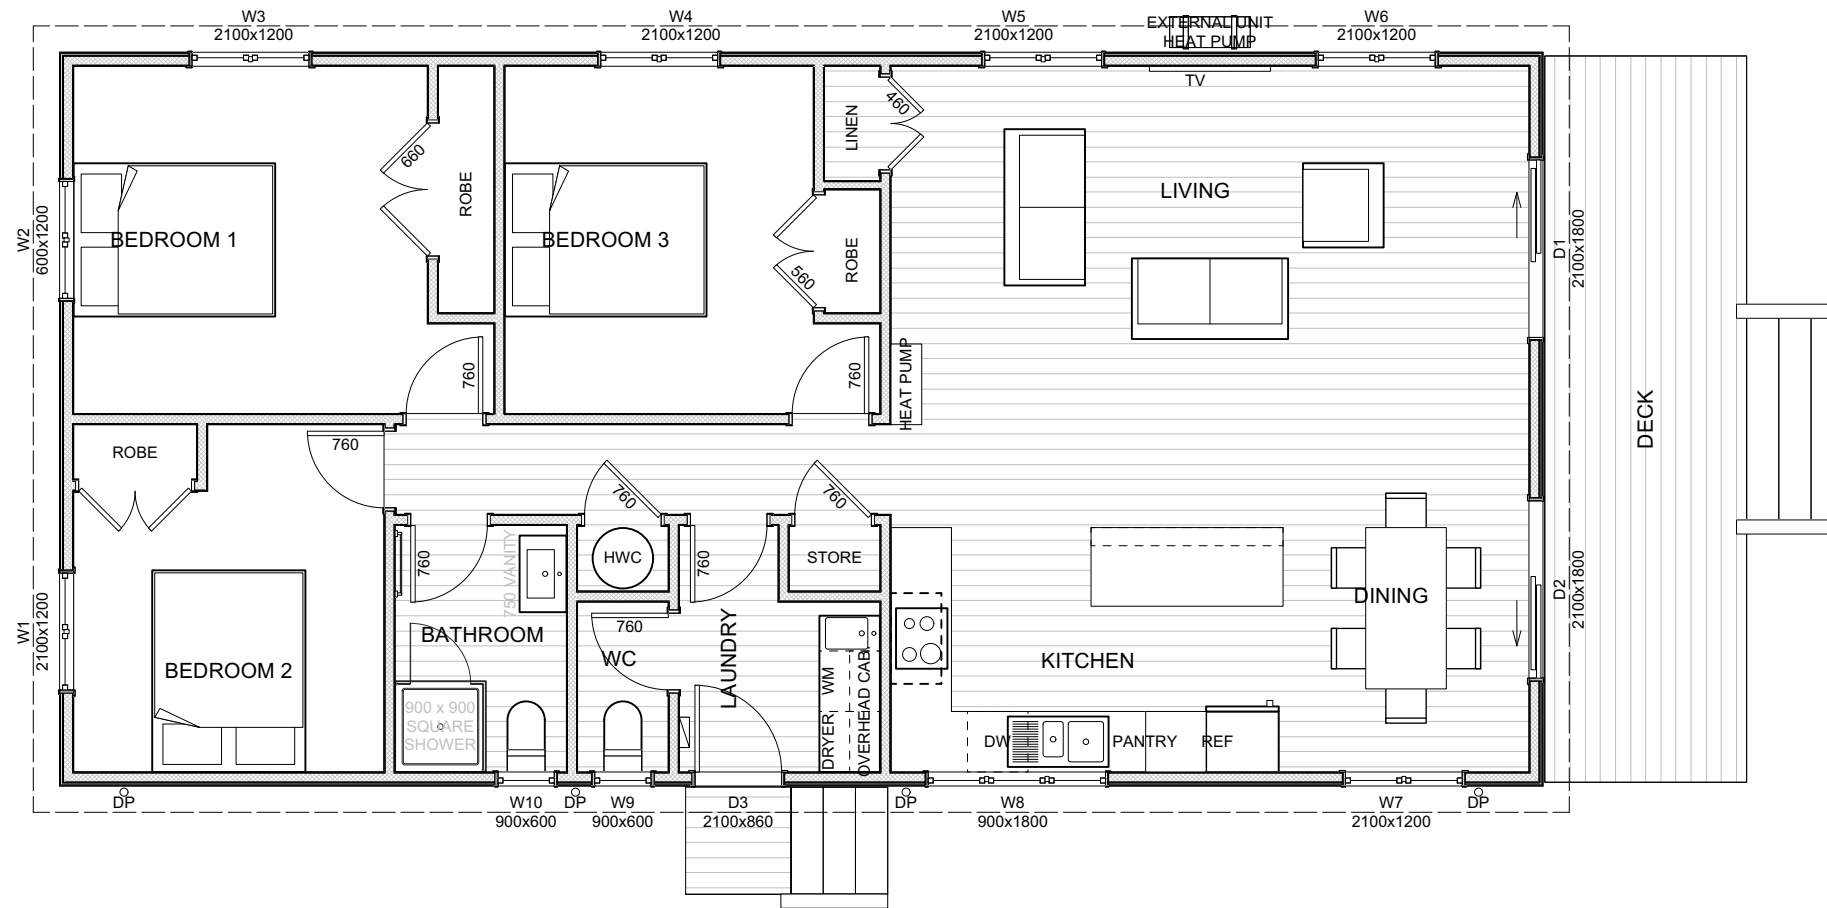 W3
2100x1200
W4
2100x1200
W5
2100x1200
EXTERNAL UNIT
HEAT PUMP
W6
2100x1200
TV
460
LINEN
660
ROBE
LIVING
W2
600x1200
BEDROOM 1
BEDROOM 3
ROBE
560
D1
2100x1800
760
760
HEAT PUMP
DECK
ROBE
760
760
760
750 VANITY
760
HWC
760
STORE
W1
2100x1200
BEDROOM 2
BATHROOM
760
WC
LAUNDRY
WM
DRYER
OVERHEAD CAB.
KITCHEN
DINING
D2
2100x1800
900 x 900
SQUARE
SHOWER
DW
PANTRY
REF
DP
W10
900x600
DP
W9
900x600
D3
2100x860
DP
W8
900x1800
W7
2100x1200
DP